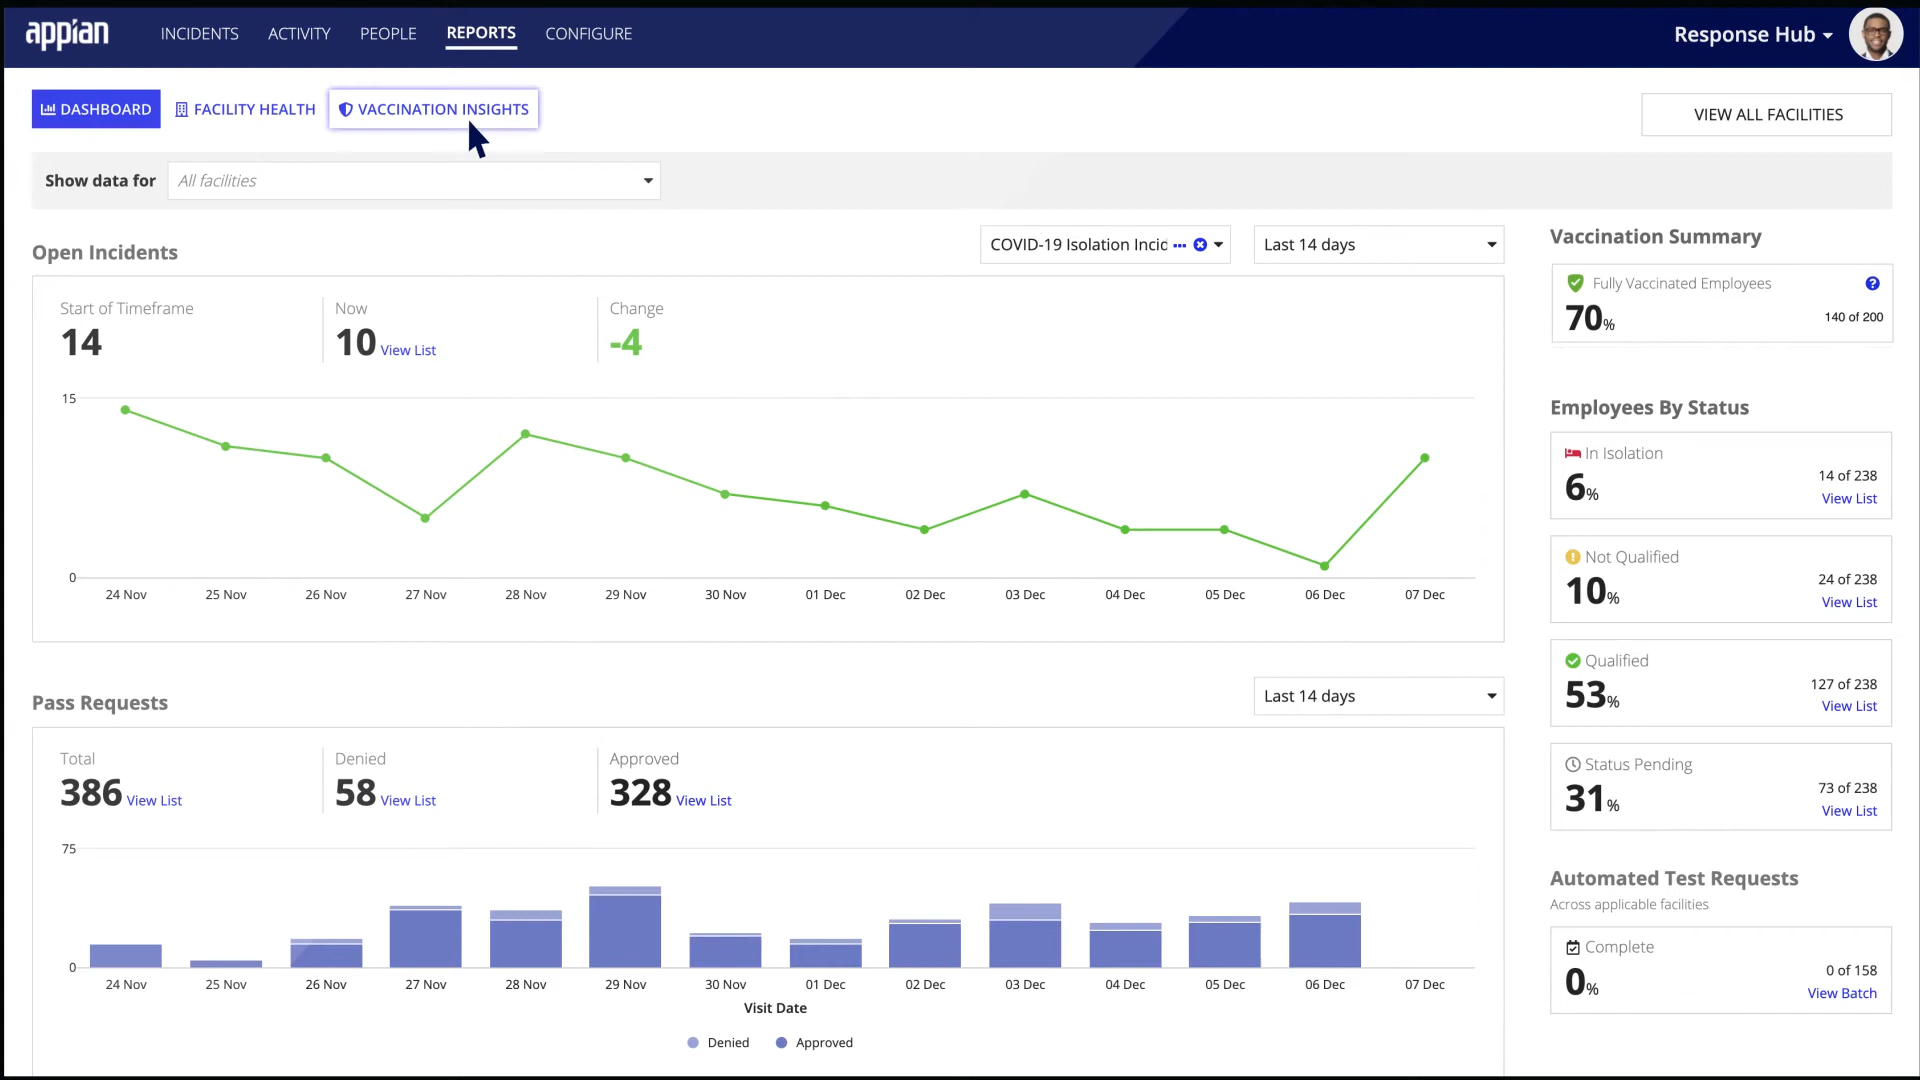 appian
INCIDENTS
ACTIVITY
PEOPLE
REPORTS
CONFIGURE
Response Hub
DASHBOARD
FACILITY HEALTH
VACCINATION INSIGHTS
VIEW ALL FACILITIES
Show data for
All facilities
Open Incidents
COVID-19 Isolation Incid ...
Last 14 days
Start of Timeframe
14
Now
10 View List
Change
-4
15
0
24 Nov 25 Nov 26 Nov 27 Nov 28 Nov 29 Nov 30 Nov 01 Dec 02 Dec 03 Dec 04 Dec 05 Dec 06 Dec 07 Dec
Pass Requests
Last 14 days
Total
386 View List
Denied
58 View List
Approved
328 View List
75
0
24 Nov 25 Nov 26 Nov 27 Nov 28 Nov 29 Nov 30 Nov 01 Dec 02 Dec 03 Dec 04 Dec 05 Dec 06 Dec 07 Dec
Visit Date
Denied Approved
Vaccination Summary
Fully Vaccinated Employees ?
70%
140 of 200
Employees By Status
In Isolation
6%
14 of 238
View List
Not Qualified
10%
24 of 238
View List
Qualified
53%
127 of 238
View List
Status Pending
31%
73 of 238
View List
Automated Test Requests
Across applicable facilities
Complete
0%
0 of 158
View Batch